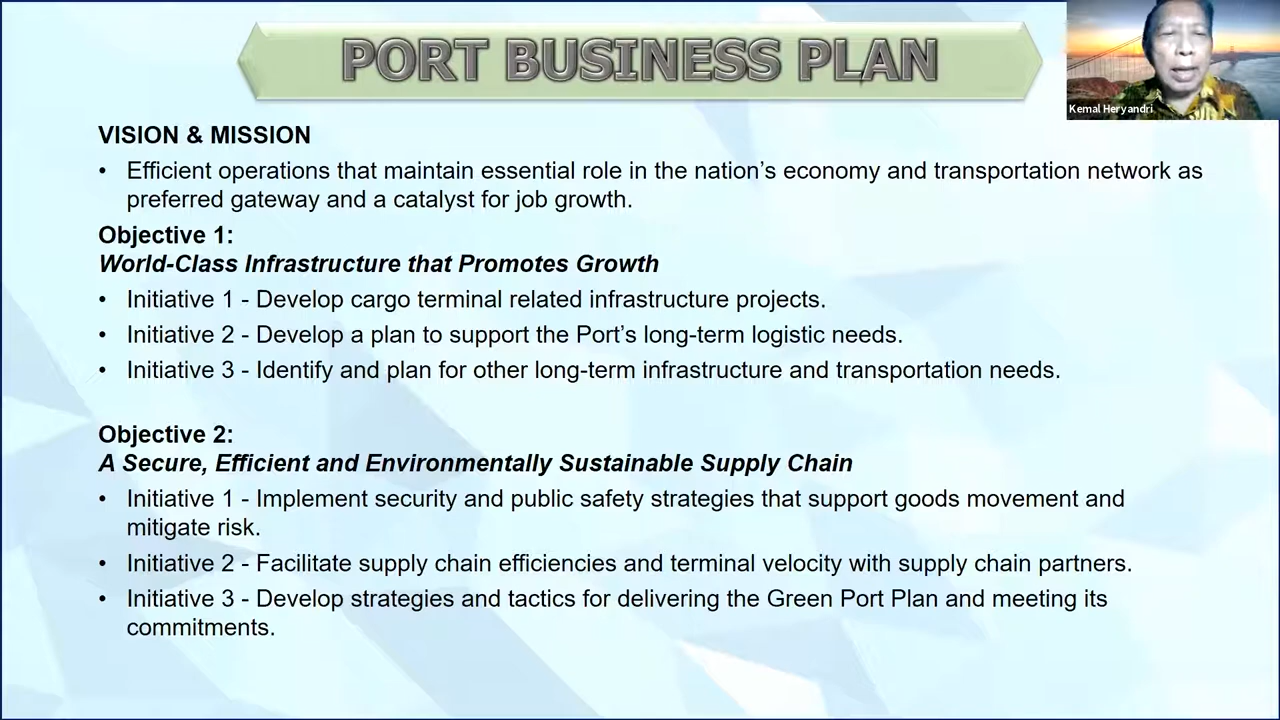 PORT BUSINESS PLAN
Kemal Heryandri
VISION & MISSION
• Efficient operations that maintain essential role in the nation’s economy and transportation network as
preferred gateway and a catalyst for job growth.
Objective 1:
World-Class Infrastructure that Promotes Growth
• Initiative 1 - Develop cargo terminal related infrastructure projects.
• Initiative 2 - Develop a plan to support the Port’s long-term logistic needs.
• Initiative 3 - Identify and plan for other long-term infrastructure and transportation needs.
Objective 2:
A Secure, Efficient and Environmentally Sustainable Supply Chain
• Initiative 1 - Implement security and public safety strategies that support goods movement and
mitigate risk.
• Initiative 2 - Facilitate supply chain efficiencies and terminal velocity with supply chain partners.
• Initiative 3 - Develop strategies and tactics for delivering the Green Port Plan and meeting its
commitments.